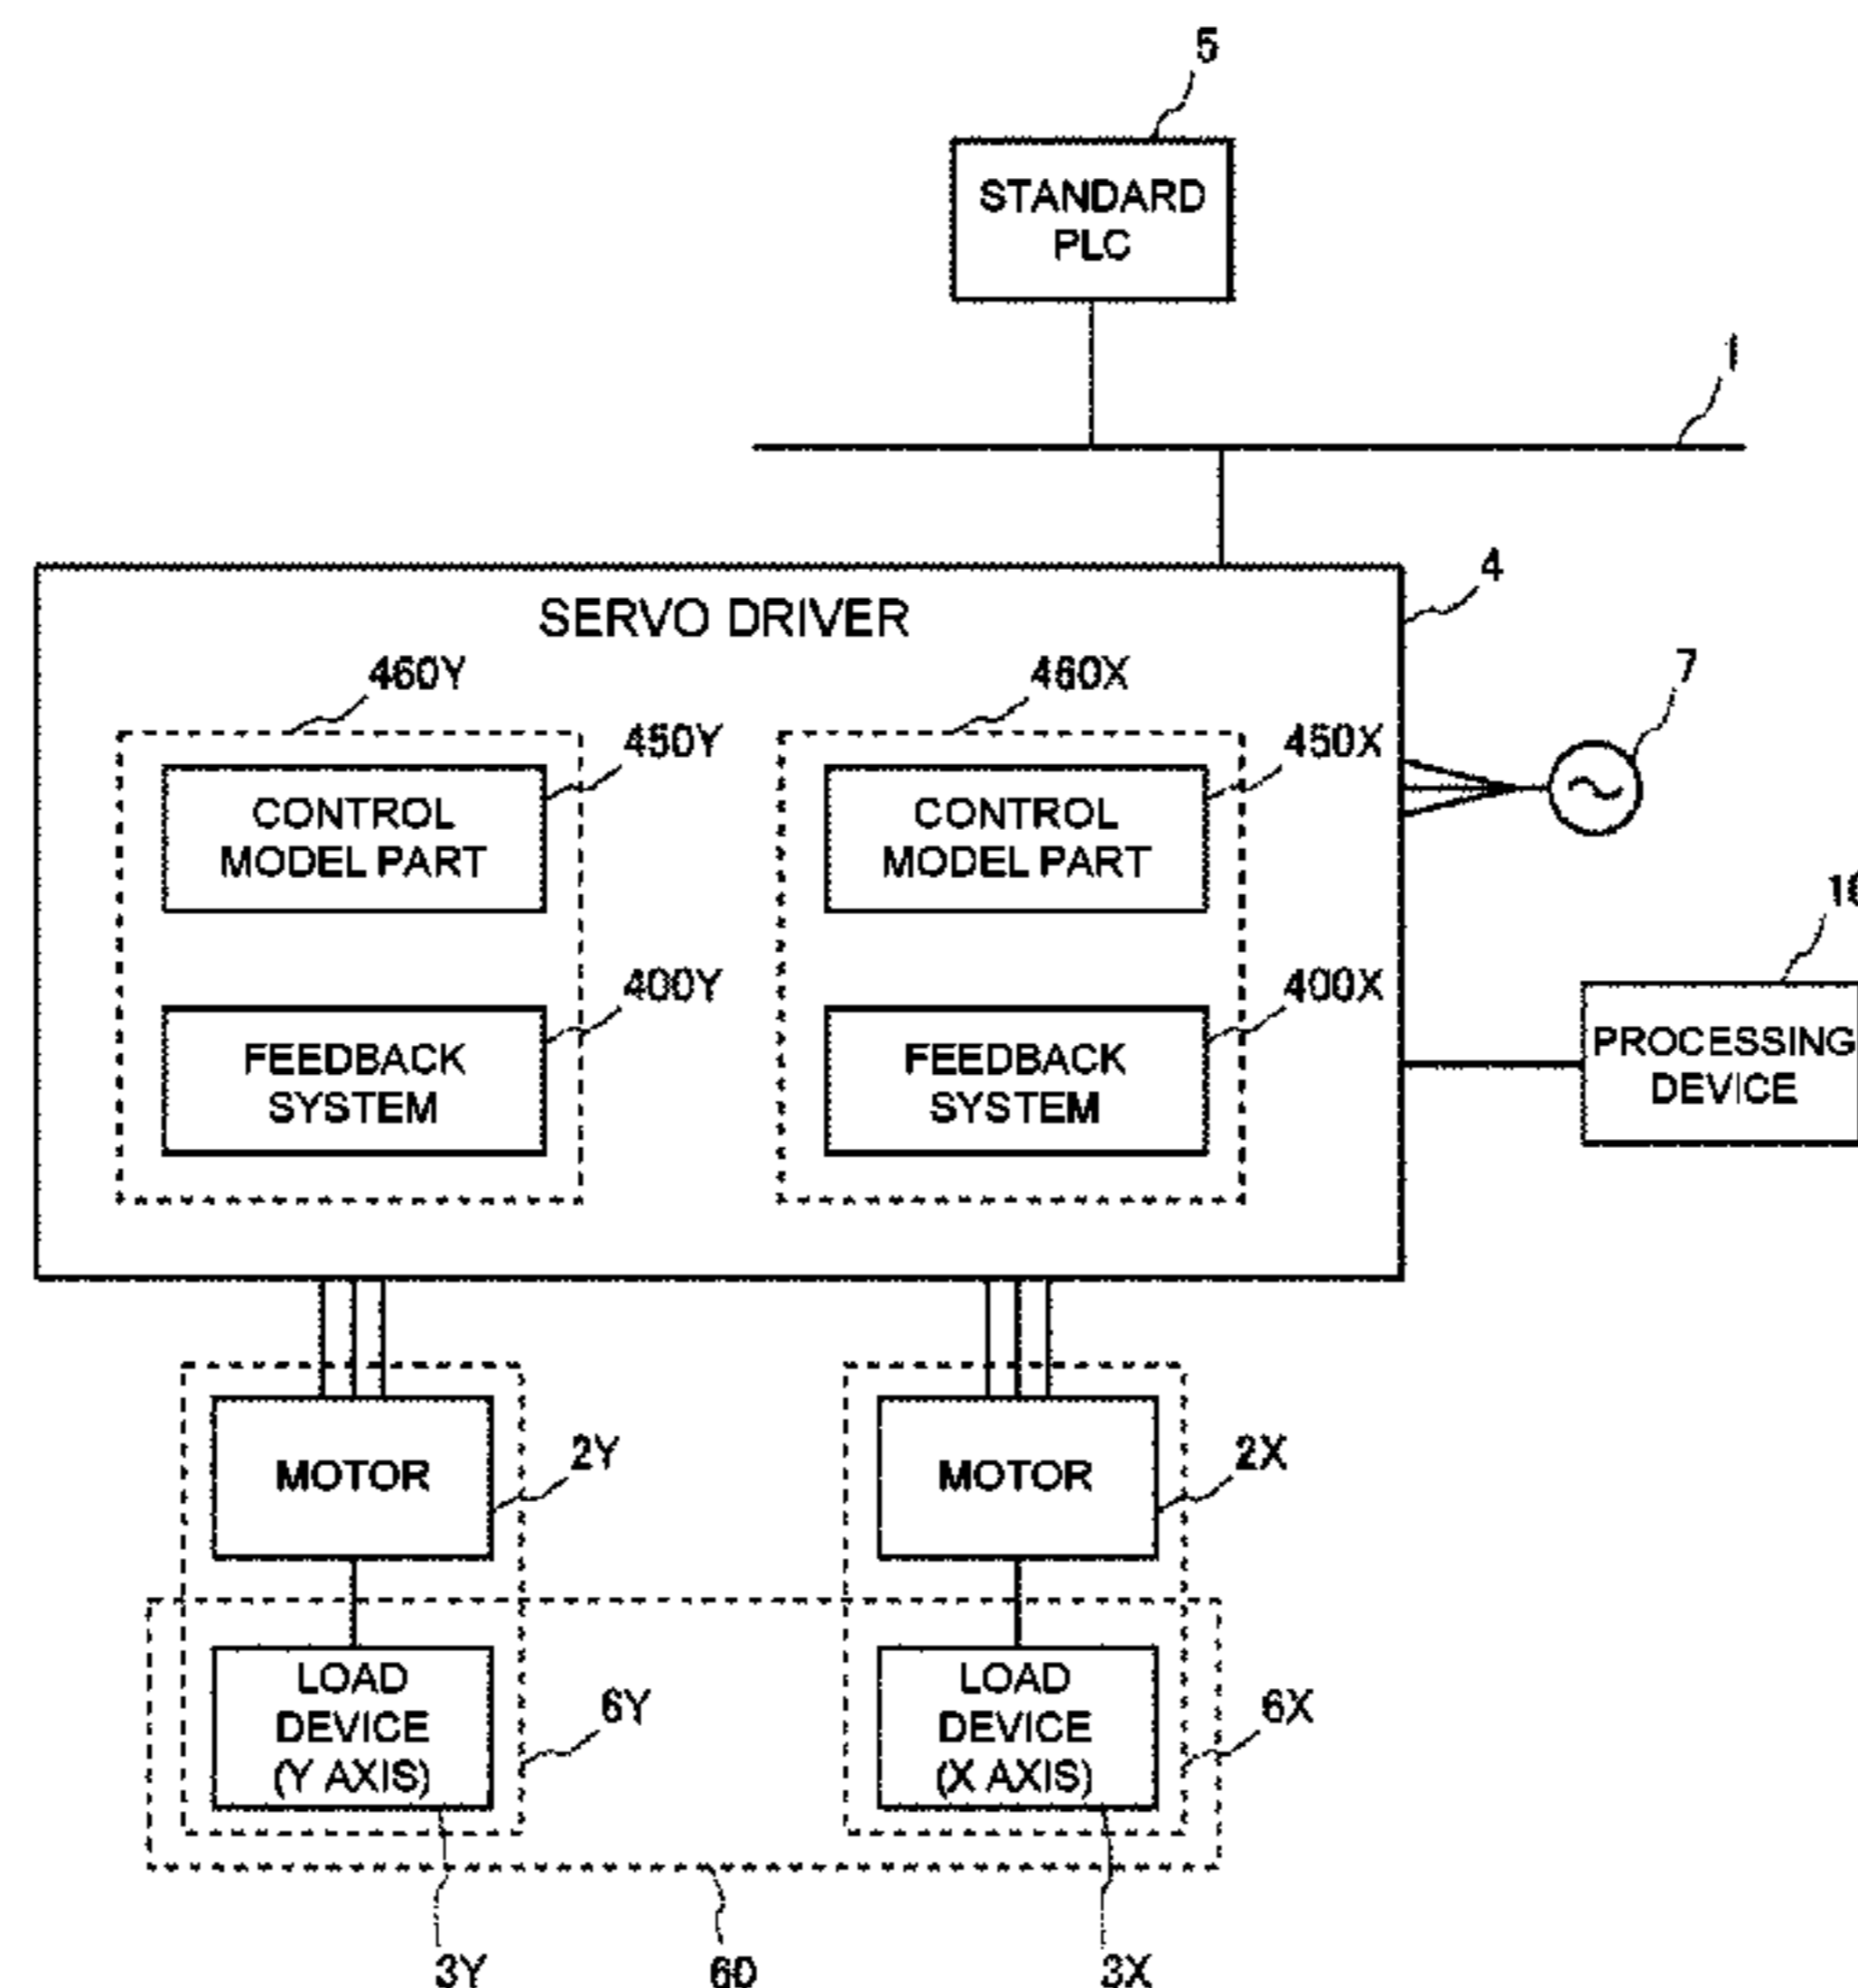 5
STANDARD
PLC
1
4
SERVO DRIVER
460Y
460X
7
450Y
450X
CONTROL
MODEL PART
CONTROL
MODEL PART
400Y
400X
FEEDBACK
SYSTEM
FEEDBACK
SYSTEM
PROCESSING
DEVICE
MOTOR
2Y
MOTOR
2X
LOAD
DEVICE
(Y AXIS)
6Y
LOAD
DEVICE
(X AXIS)
6X
3Y
60
3X